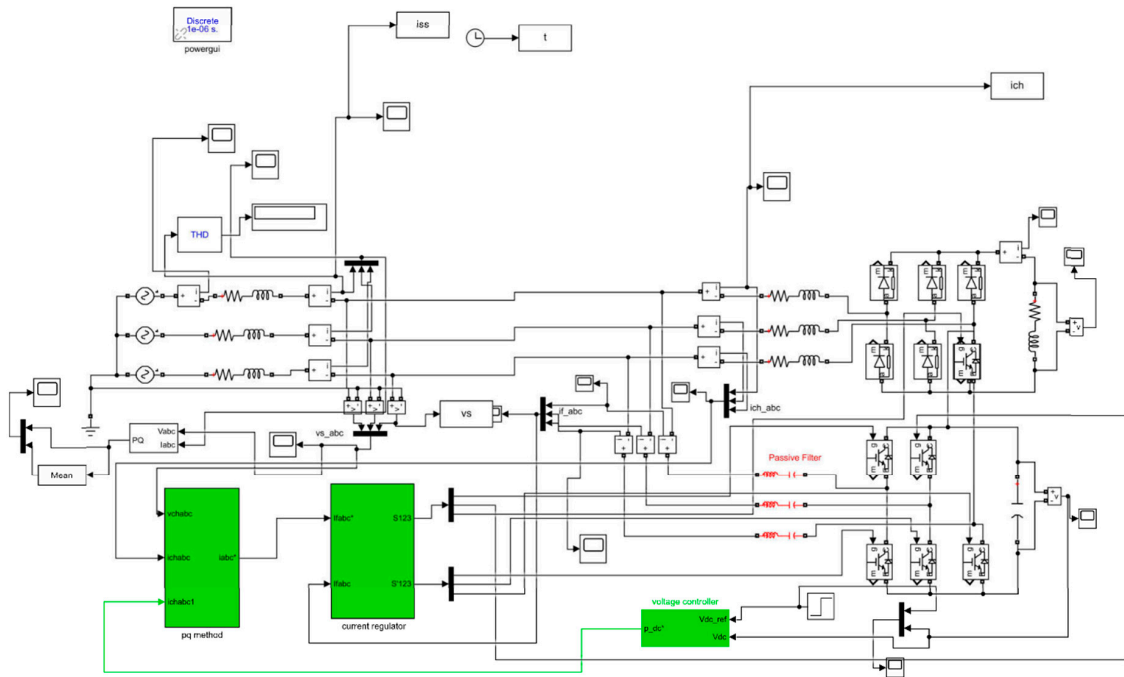 Discrete
1e-06 s.
powergui
iss
t
ich
THD
if_abc
ich_abc
vs_abc
vs
PQ
Vabc
Iabc
Mean
Passive Filter
vchabc
ichabc
ichabc1
Iabc*
pq method
Ifabc*
Ifabc
S123
S'123
current regulator
voltage controller
p_dc*
Vdc_ref
Vdc